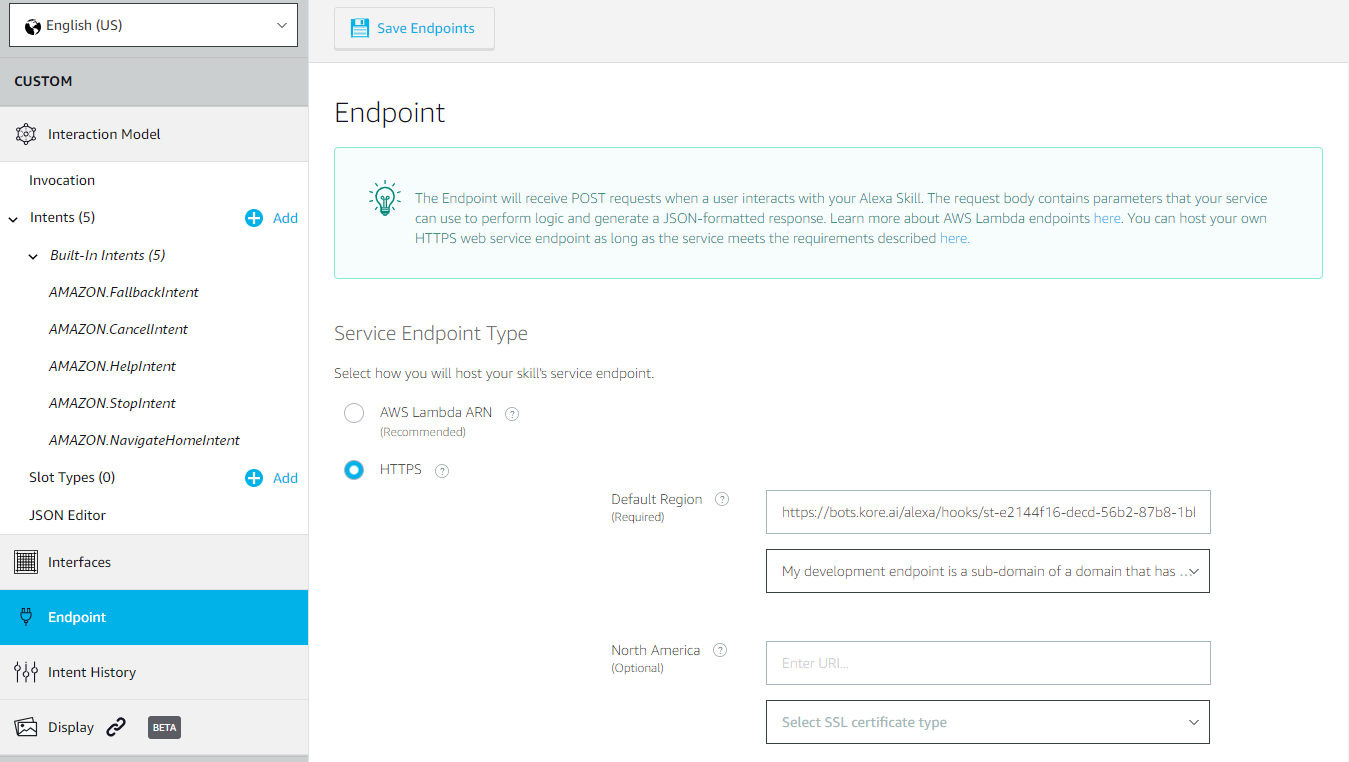 English (US)
CUSTOM
Interaction Model
Invocation
Intents (5)
Add
Built-In Intents (5)
AMAZON.FallbackIntent
AMAZON.CancelIntent
AMAZON.HelpIntent
AMAZON.StopIntent
AMAZON.NavigateHomeIntent
Slot Types (0)
Add
JSON Editor
Interfaces
Endpoint
Intent History
Display
BETA
Save Endpoints
Endpoint
The Endpoint will receive POST requests when a user interacts with your Alexa Skill. The request body contains parameters that your service
can use to perform logic and generate a JSON-formatted response. Learn more about AWS Lambda endpoints here. You can host your own
HTTPS web service endpoint as long as the service meets the requirements described here.
Service Endpoint Type
Select how you will host your skill's service endpoint.
AWS Lambda ARN ?
(Recommended)
HTTPS ?
Default Region ?
(Required)
https://bots.kore.ai/alexa/hooks/st-e2144f16-decd-56b2-87b8-1bl
My development endpoint is a sub-domain of a domain that has ...
North America ?
(Optional)
Enter URI...
Select SSL certificate type